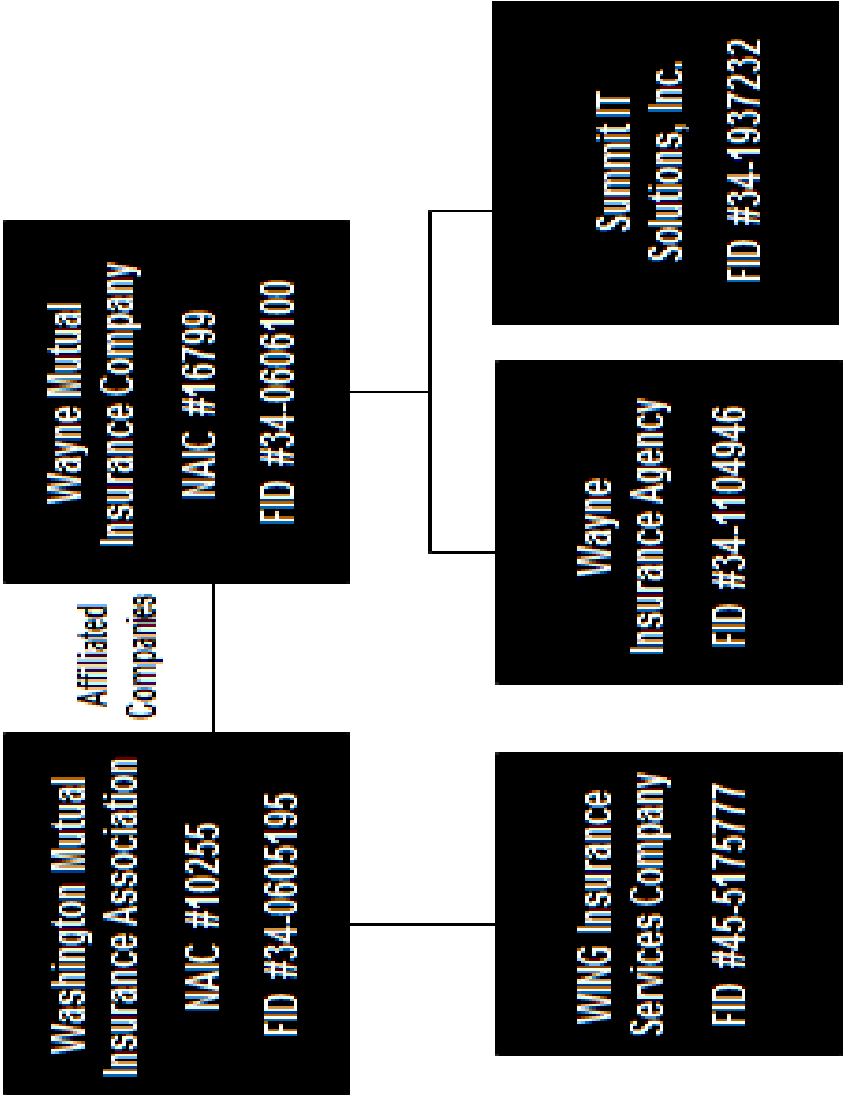 Washington Mutual
Insurance Association
NAIC #10255
FID #34-0605195
Affiliated
Companies
Wayne Mutual
Insurance Company
NAIC #16799
FID #34-0606100
WING Insurance
Services Company
FID #45-5175777
Wayne
Insurance Agency
FID #34-1104946
Summit IT
Solutions, Inc.
FID #34-1937232